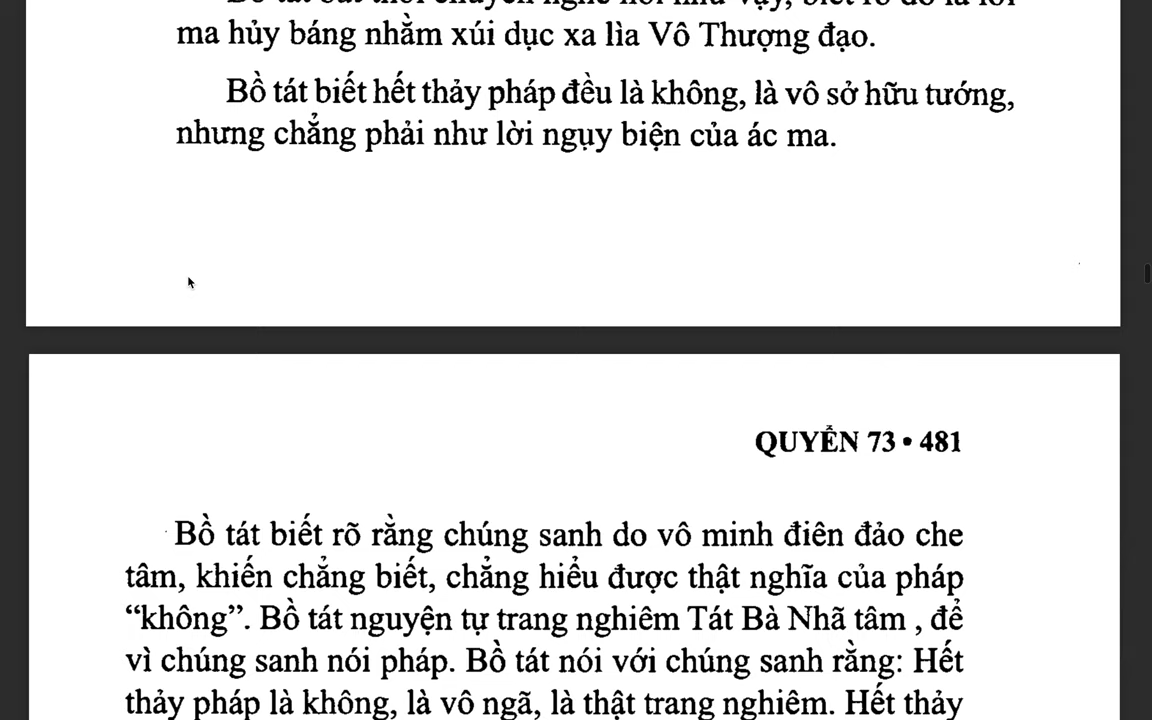 ma hủy báng nhằm xúi dục xa lìa Vô Thượng đạo.
Bồ tát biết hết thảy pháp đều là không, là vô sở hữu tướng,
nhưng chẳng phải như lời ngụy biện của ác ma.
QUYỂN 73 • 481
Bồ tát biết rõ rằng chúng sanh do vô minh điên đảo che
tâm, khiến chẳng biết, chẳng hiểu được thật nghĩa của pháp
“không”. Bồ tát nguyện tự trang nghiêm Tát Bà Nhã tâm , để
vì chúng sanh nói pháp. Bồ tát nói với chúng sanh rằng: Hết
thảy pháp là không, là vô ngã, là thật trang nghiêm. Hết thảy